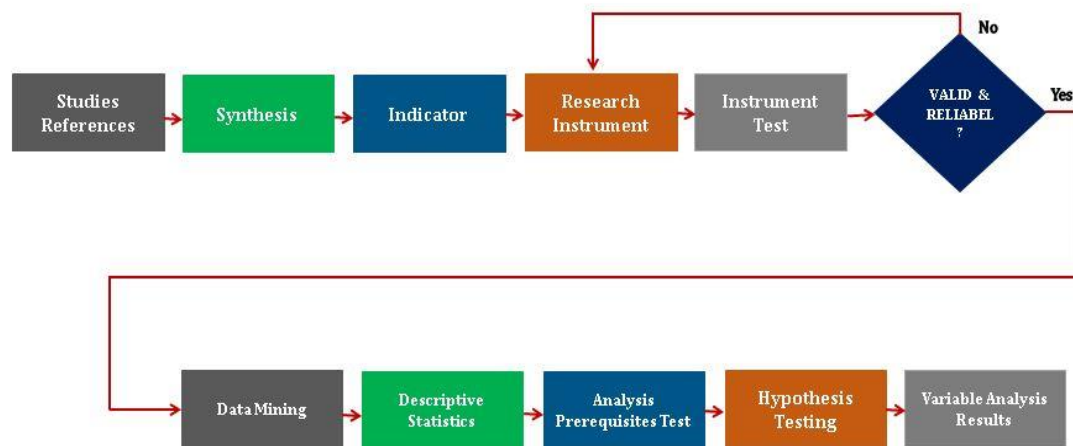 No
Studies
References
Synthesis
Indicator
Research
Instrument
Instrument
Test
VALID &
RELIABEL
?
Yes
Data Mining
Descriptive
Statistics
Analysis
Prerequisites Test
Hypothesis
Testing
Variable Analysis
Results